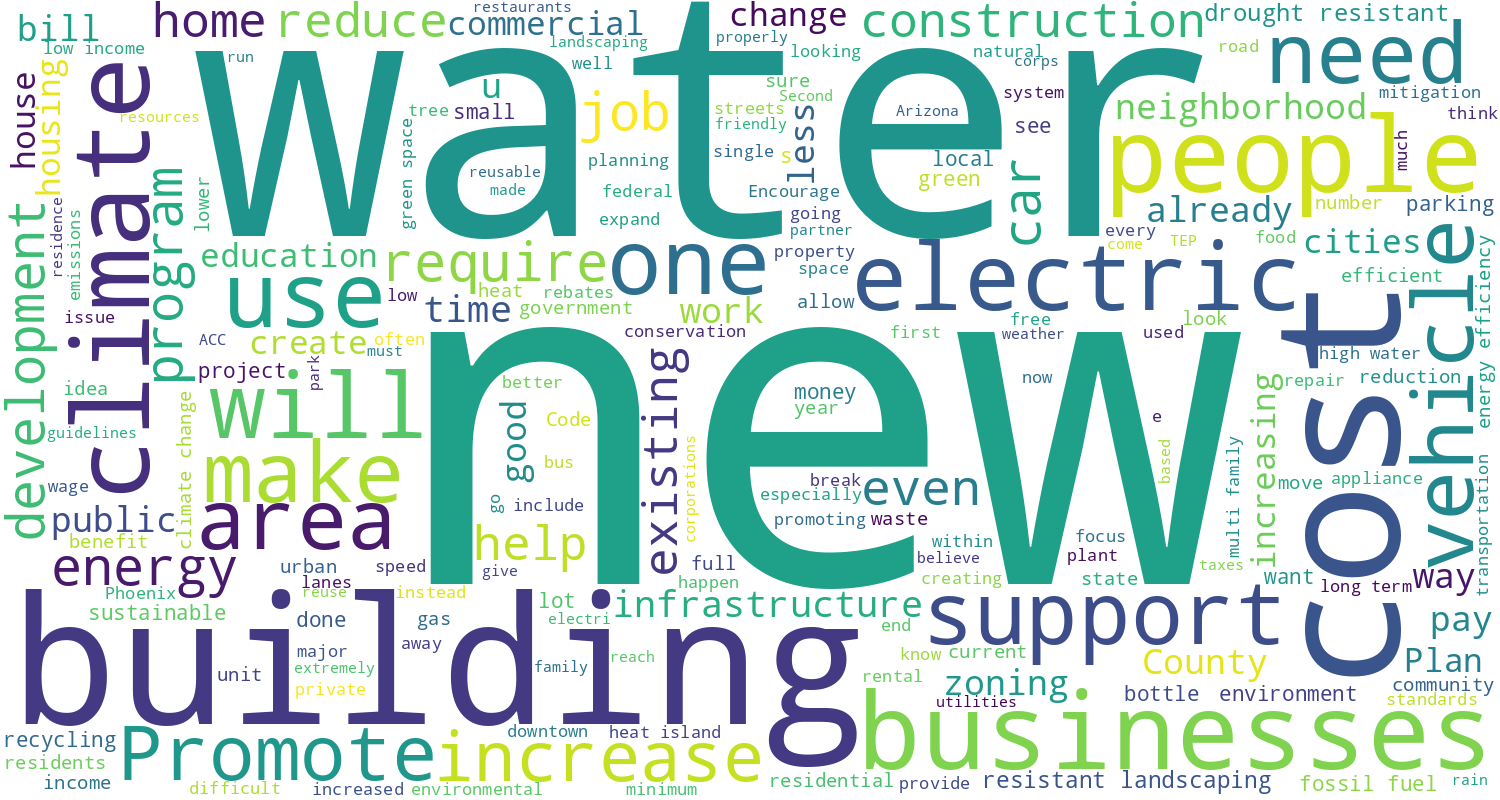 restaurants
bill
home
reduce
commercial
change
construction
drought resistant
low income
landscaping
properly
looking
natural
road
need
run
well
corps
house
housing
climate
resources
water
tree
u
small
job
sure
Second
streets
friendly
less
Arizona
system
see
neighborhood
mitigation
think
planning
single
s
local
green
car
people
much
reusable
made
federal
expand
Encourage
going
partner
already
number
parking
program
lower
green space
residence
emissions
development
education
require
one
property
space
every
come
TEP
food
cities
use
low
heat
rebates
time
government
work
allow
electric
efficient
vehicle
energy efficiency
issue
ACC
often
create
must
conservation
first
free
weather
used
look
cost
high water
project
park
idea
will
better
existing
money
year
now
repair
reduction
guidelines
climate change
new
good
Code
e
increasing
make
bus
corporations
break
based
multi family
move
appliance
transportation
wage
go
include
especially
even
public
area
promoting
waste
benefit
help
within
focus
energy
urban
speed
give
full
believe
plant
taxes
want
way
Phoenix
lanes
reuse
instead
happen
creating
state
long term
sustainable
building
done
gas
lot
electri
infrastructure
support
pay
major
away
end
unit
extremely
family
reach
know
current
County
Plan
private
rental
zoning
community
utilities
bottle
environment
standards
recycling
Promote
increase
downtown
heat island
businesses
residents
income
difficult
increased
environmental
minimum
residential
provide
resistant landscaping
fossil fuel
rain